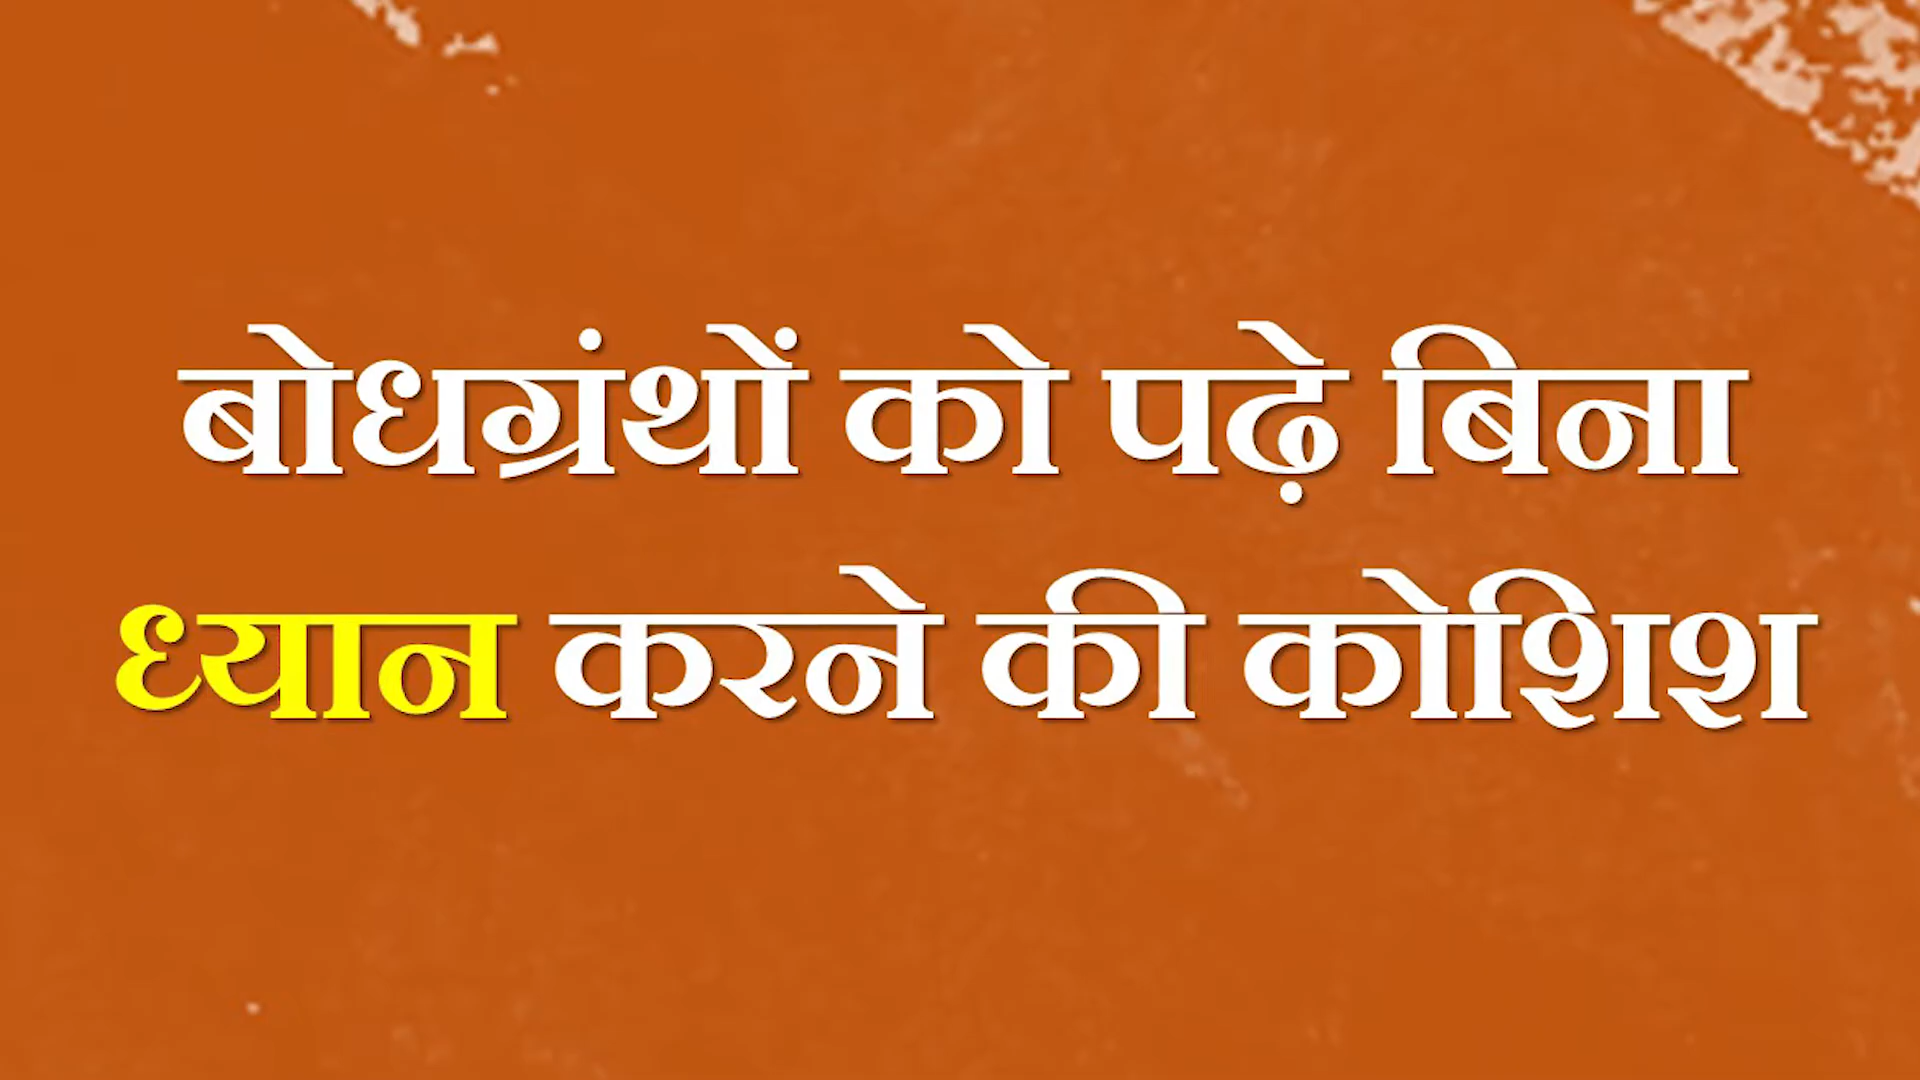 बोधग्रंथों को पढ़े बिना
ध्यान करने की कोशिश